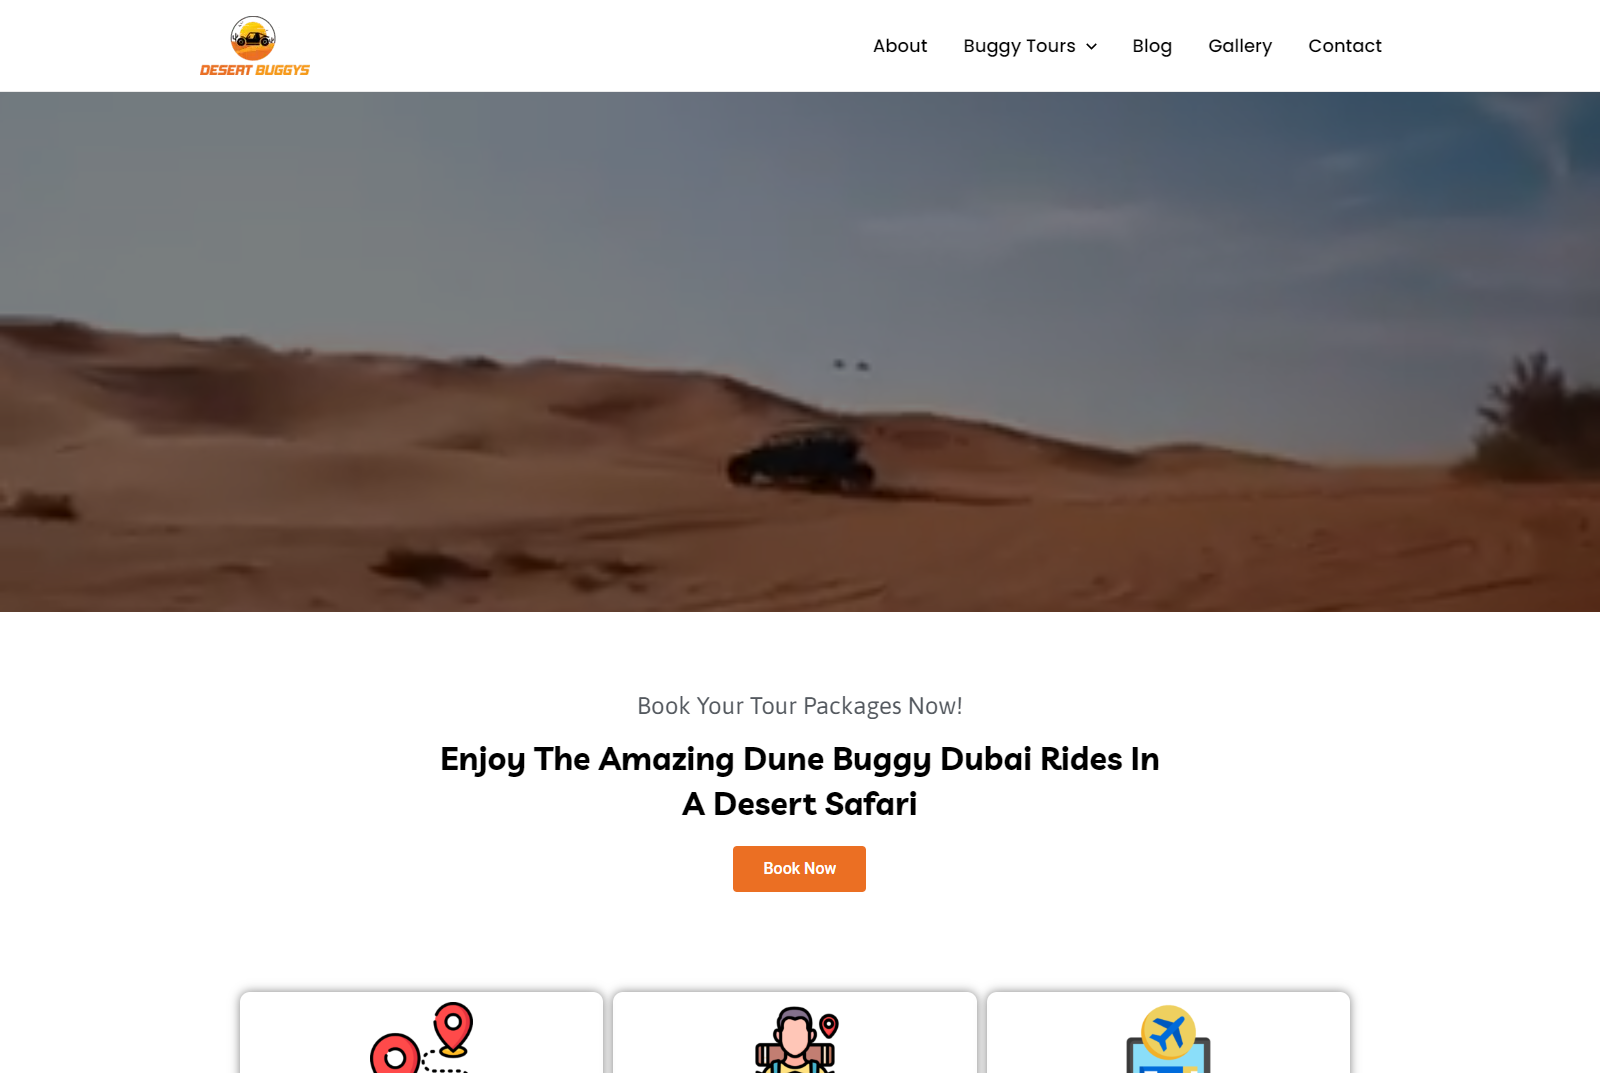 DESERT BUGGYS
About
Buggy Tours
Blog
Gallery
Contact
Book Your Tour Packages Now!
Enjoy The Amazing Dune Buggy Dubai Rides In
A Desert Safari
Book Now